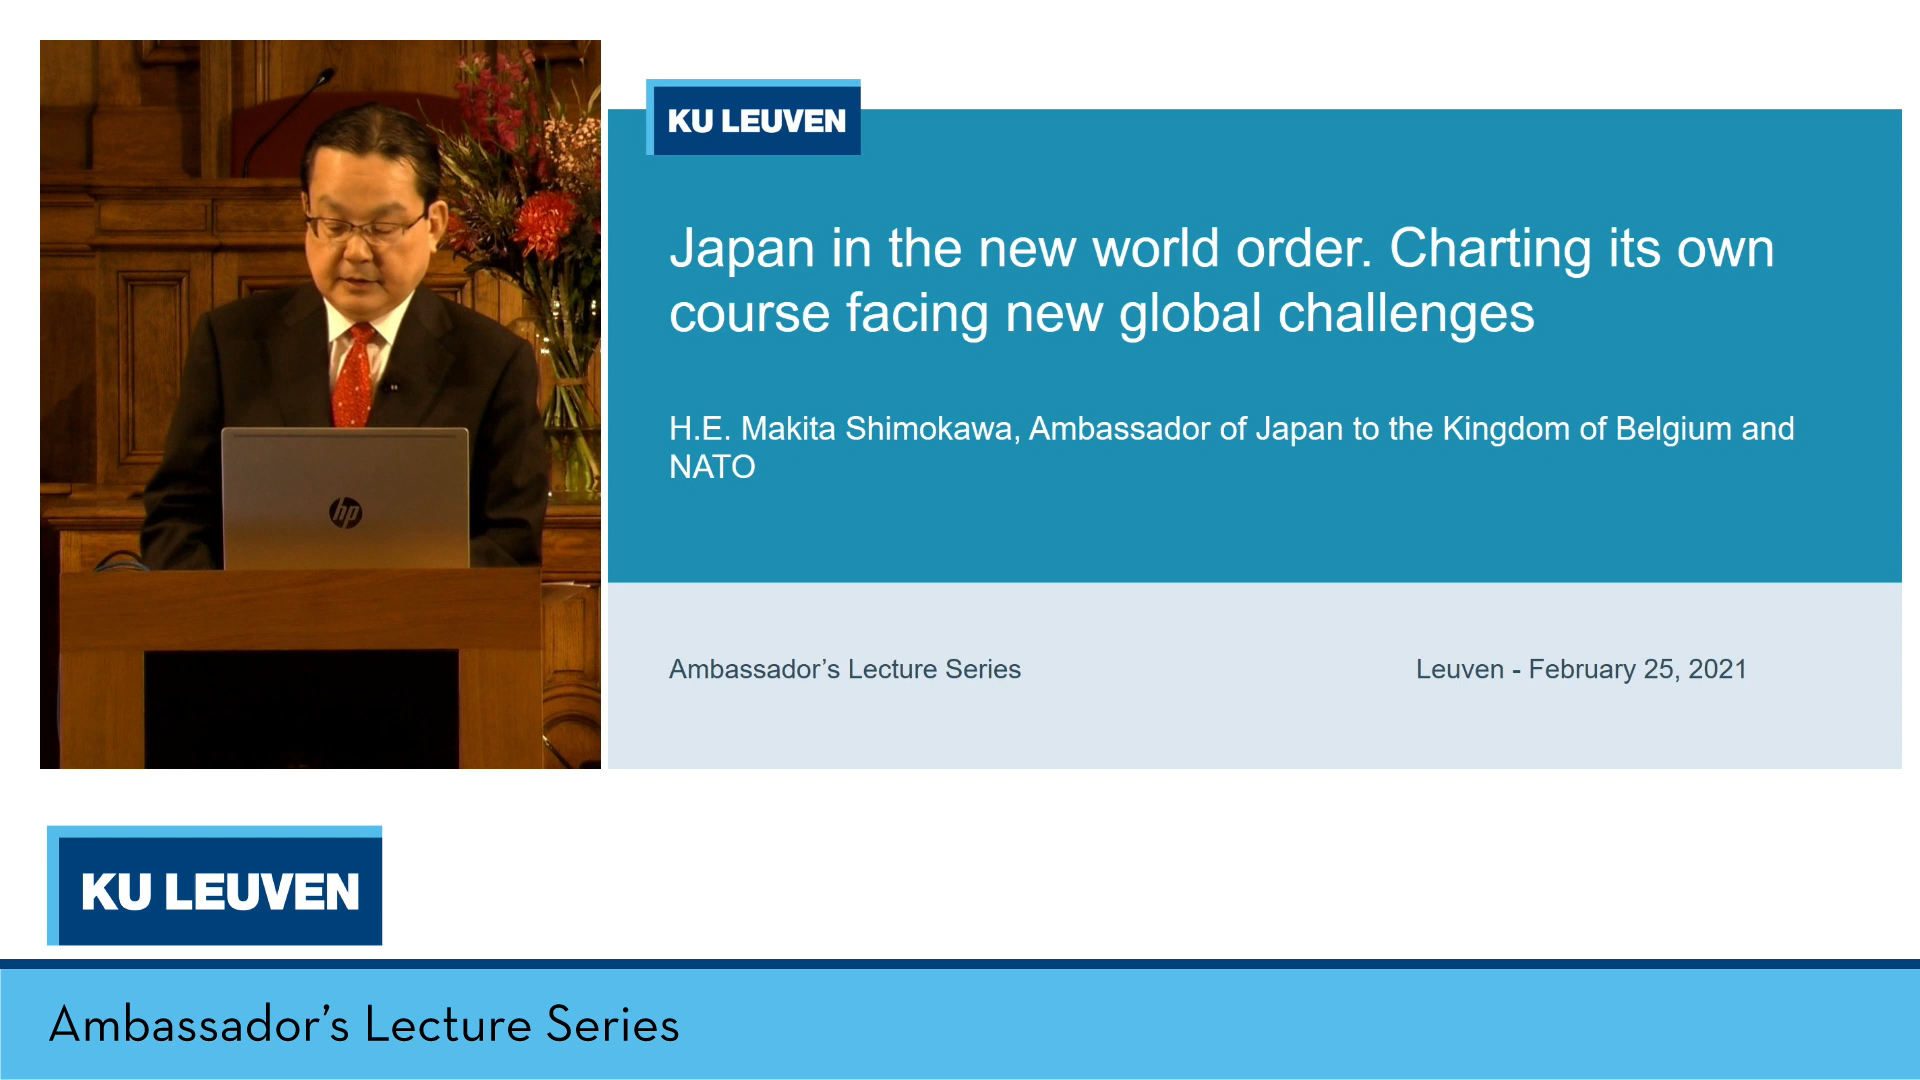 KU LEUVEN
Japan in the new world order. Charting its own
course facing new global challenges
H.E. Makita Shimokawa, Ambassador of Japan to the Kingdom of Belgium and
NATO
Ambassador’s Lecture Series
Leuven - February 25, 2021
hp
KU LEUVEN
Ambassador’s Lecture Series